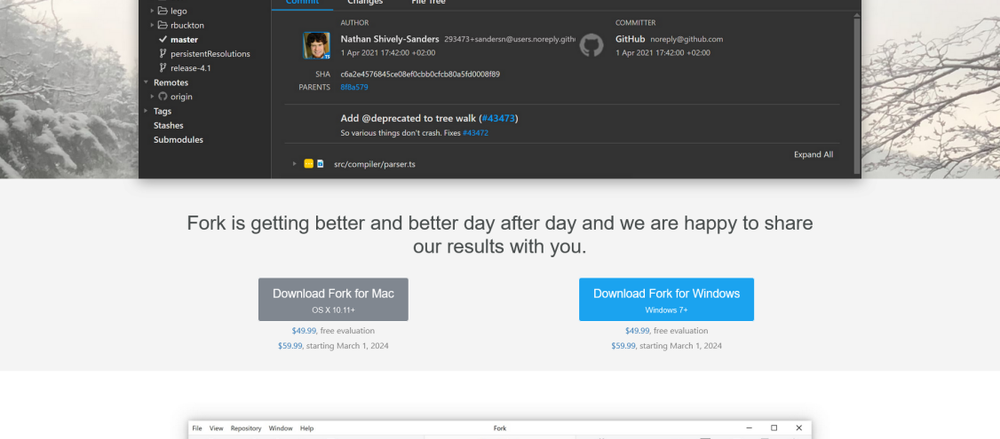 Commit Changes File Tree
lego
rbuckton
master
persistentResolutions
release-4.1
Remotes
origin
Tags
Stashes
Submodules
AUTHOR
Nathan Shively-Sanders 293473+sandersn@users.noreply.gith
1 Apr 2021 17:42:00 +02:00
COMMITTER
GitHub noreply@github.com
1 Apr 2021 17:42:00 +02:00
SHA c6a2e4576845ce08ef0cbb0cfcb80a5fd0008f89
PARENTS 8f8a579
Add @deprecated to tree walk (#43473)
So various things don't crash. Fixes #43472
Expand All
src/compiler/parser.ts
Fork is getting better and better day after day and we are happy to share
our results with you.
Download Fork for Mac
OS X 10.11+
$49.99, free evaluation
$59.99, starting March 1, 2024
Download Fork for Windows
Windows 7+
$49.99, free evaluation
$59.99, starting March 1, 2024
File View Repository Window Help Fork